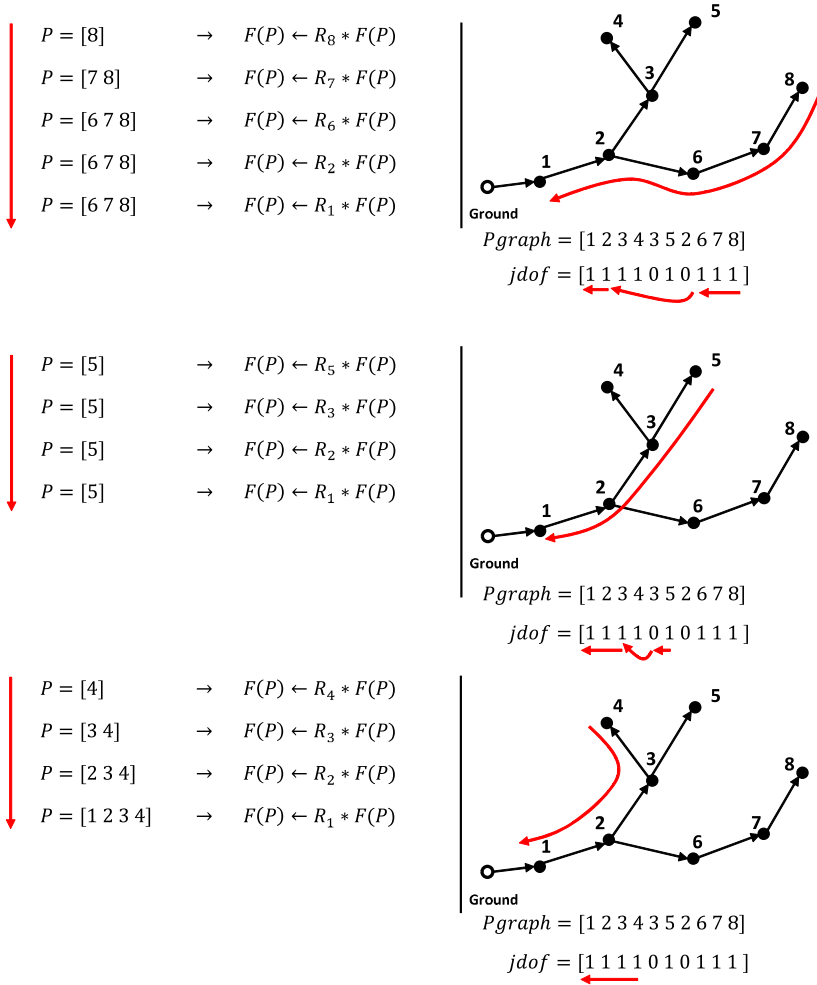 P = [8] → F(P) ← R₈ ∗ F(P)
P = [7 8] → F(P) ← R₇ ∗ F(P)
P = [6 7 8] → F(P) ← R₆ ∗ F(P)
P = [6 7 8] → F(P) ← R₂ ∗ F(P)
P = [6 7 8] → F(P) ← R₁ ∗ F(P)
5
4
3
8
2
7
1
6
Ground
Pgraph = [1 2 3 4 3 5 2 6 7 8]
jdof = [1 1 1 1 0 1 0 1 1 1 ]
P = [5] → F(P) ← R₅ ∗ F(P)
P = [5] → F(P) ← R₃ ∗ F(P)
P = [5] → F(P) ← R₂ ∗ F(P)
P = [5] → F(P) ← R₁ ∗ F(P)
5
4
3
8
2
7
1
6
Ground
Pgraph = [1 2 3 4 3 5 2 6 7 8]
jdof = [1 1 1 1 0 1 0 1 1 1 ]
P = [4] → F(P) ← R₄ ∗ F(P)
P = [3 4] → F(P) ← R₃ ∗ F(P)
P = [2 3 4] → F(P) ← R₂ ∗ F(P)
P = [1 2 3 4] → F(P) ← R₁ ∗ F(P)
5
4
3
8
2
7
1
6
Ground
Pgraph = [1 2 3 4 3 5 2 6 7 8]
jdof = [1 1 1 1 0 1 0 1 1 1 ]